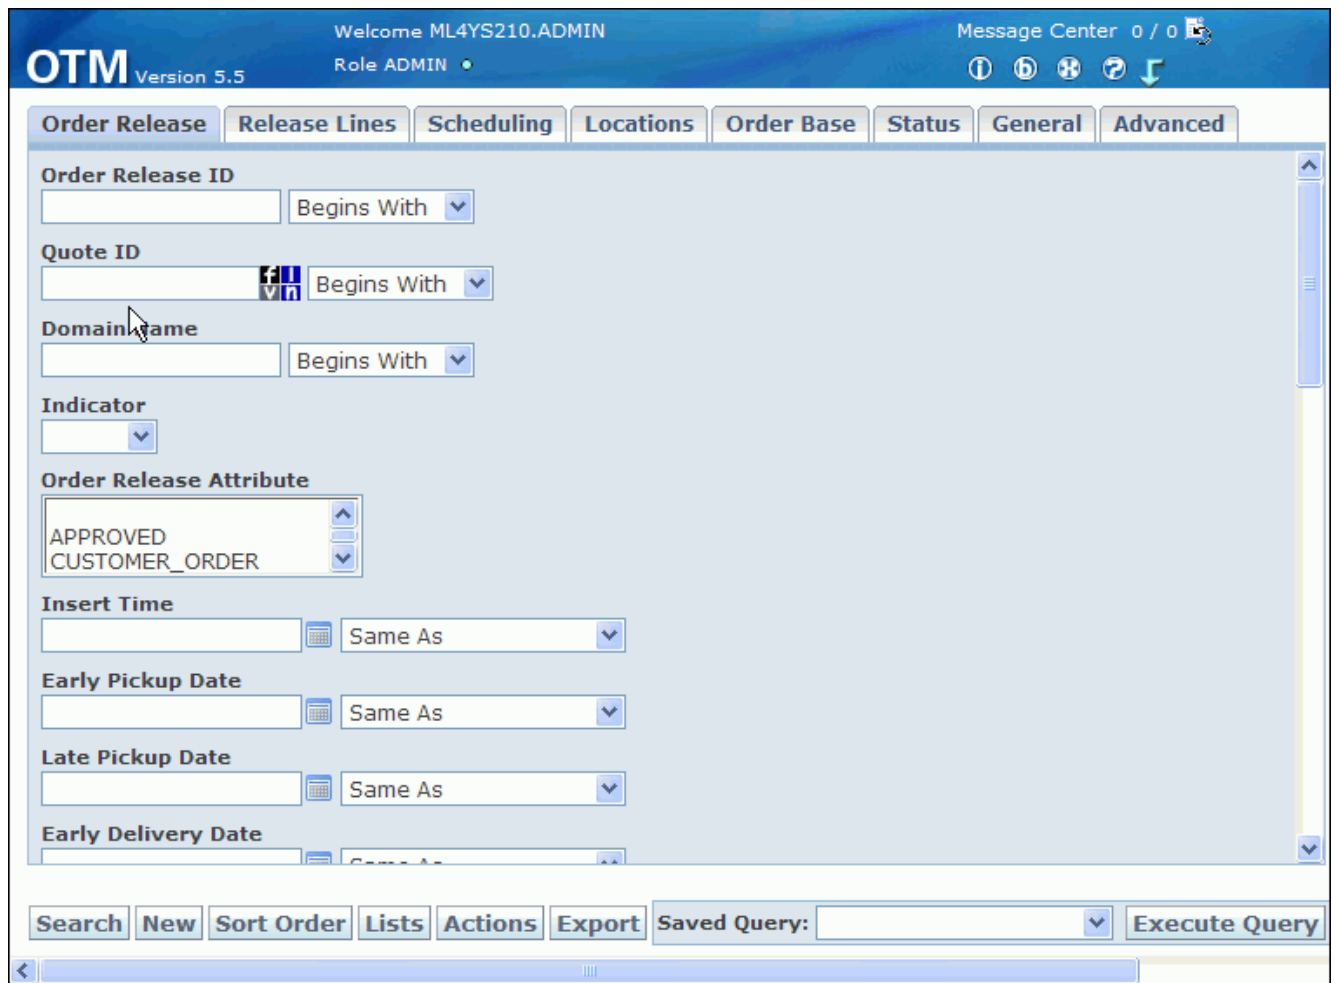 Welcome ML4YS210.ADMIN
Message Center 0 / 0
OTM Version 5.5
Role ADMIN
Order Release
Release Lines
Scheduling
Locations
Order Base
Status
General
Advanced
Order Release ID
Begins With
Quote ID
f i v n
Begins With
Domain Name
Begins With
Indicator
Order Release Attribute
APPROVED
CUSTOMER_ORDER
Insert Time
Same As
Early Pickup Date
Same As
Late Pickup Date
Same As
Early Delivery Date
Same As
Search
New
Sort Order
Lists
Actions
Export
Saved Query:
Execute Query